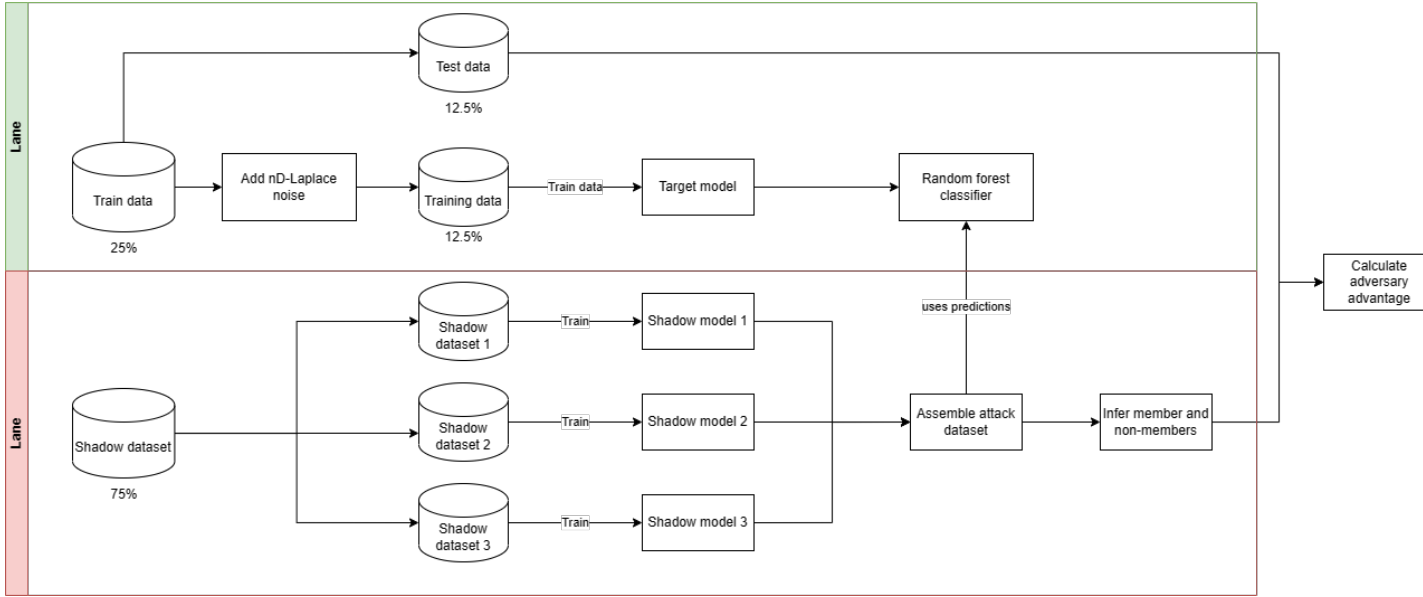 Lane
Test data
12.5%
Train data
25%
Add nD-Laplace
noise
Training data
12.5%
Train data
Target model
Random forest
classifier
Calculate
adversary
advantage
Lane
Shadow dataset
75%
Shadow
dataset 1
Train
Shadow model 1
uses predictions
Shadow
dataset 2
Train
Shadow model 2
Assemble attack
dataset
Infer member and
non-members
Shadow
dataset 3
Train
Shadow model 3